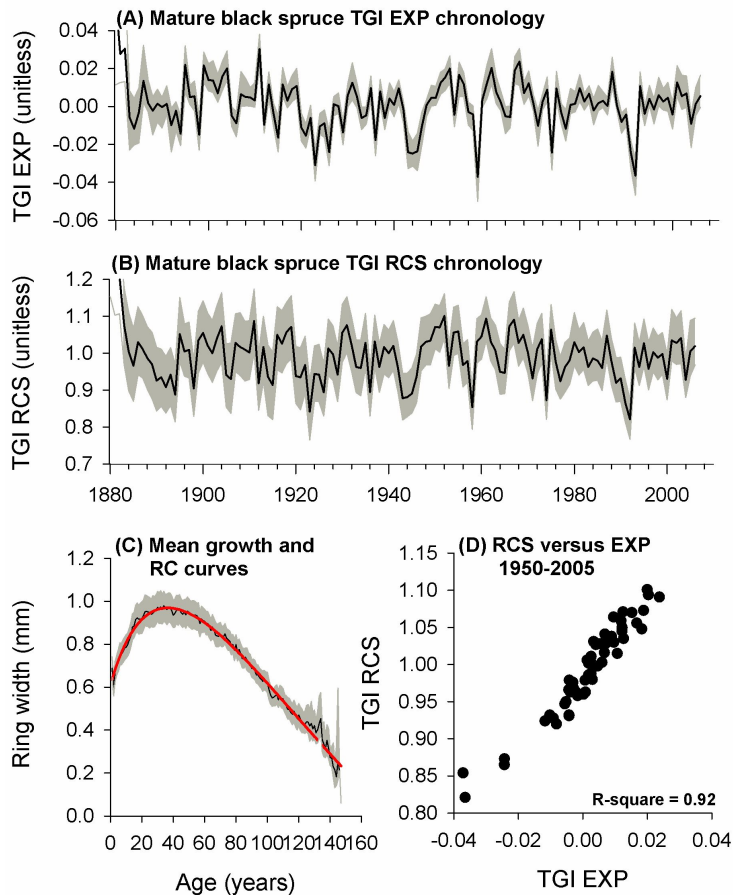 (A) Mature black spruce TGI EXP chronology
TGI EXP (unitless)
0.04
0.02
0.00
-0.02
-0.04
-0.06
(B) Mature black spruce TGI RCS chronology
TGI RCS (unitless)
1.2
1.1
1.0
0.9
0.8
0.7
1880 1900 1920 1940 1960 1980 2000
(C) Mean growth and
RC curves
Ring width (mm)
1.2
1.0
0.8
0.6
0.4
0.2
0.0
0 20 40 60 80 100 120 140 160
Age (years)
(D) RCS versus EXP
1950-2005
TGI RCS
1.15
1.10
1.05
1.00
0.95
0.90
0.85
0.80
R-square = 0.92
-0.04 -0.02 0.00 0.02 0.04
TGI EXP